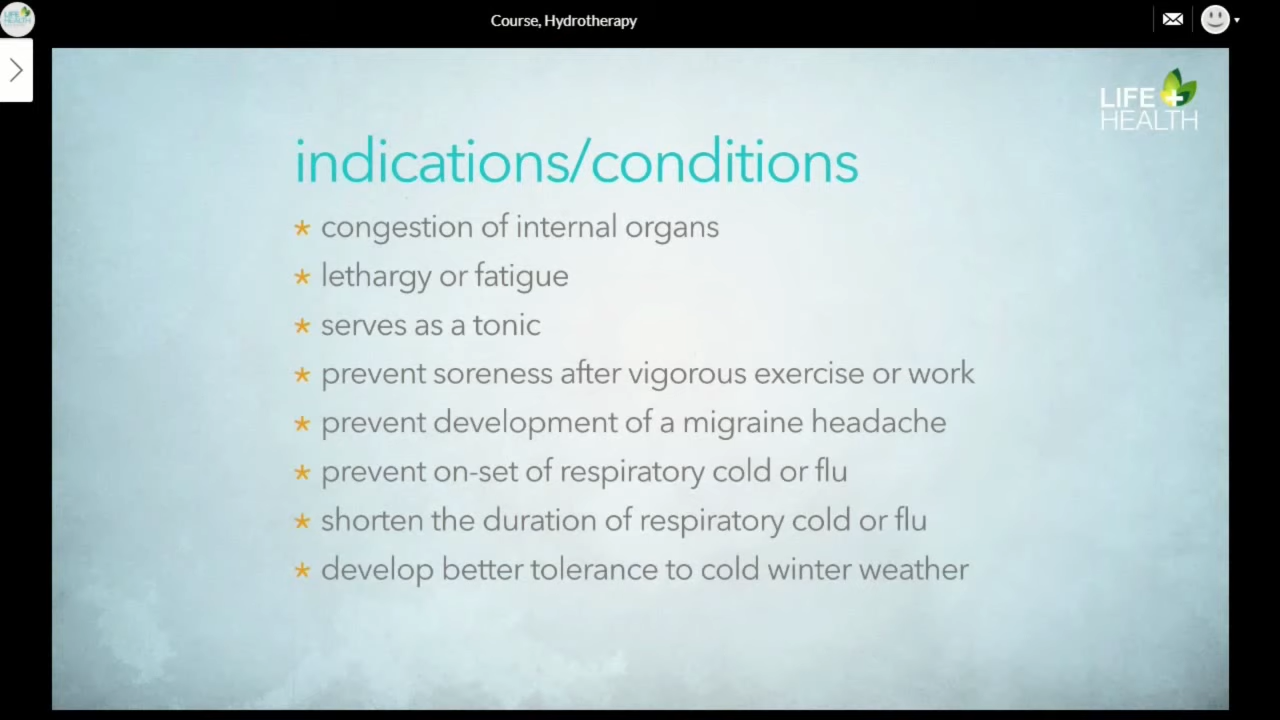 Course, Hydrotherapy
LIFE
HEALTH
indications/conditions
* congestion of internal organs
* lethargy or fatigue
* serves as a tonic
* prevent soreness after vigorous exercise or work
* prevent development of a migraine headache
* prevent on-set of respiratory cold or flu
* shorten the duration of respiratory cold or flu
* develop better tolerance to cold winter weather